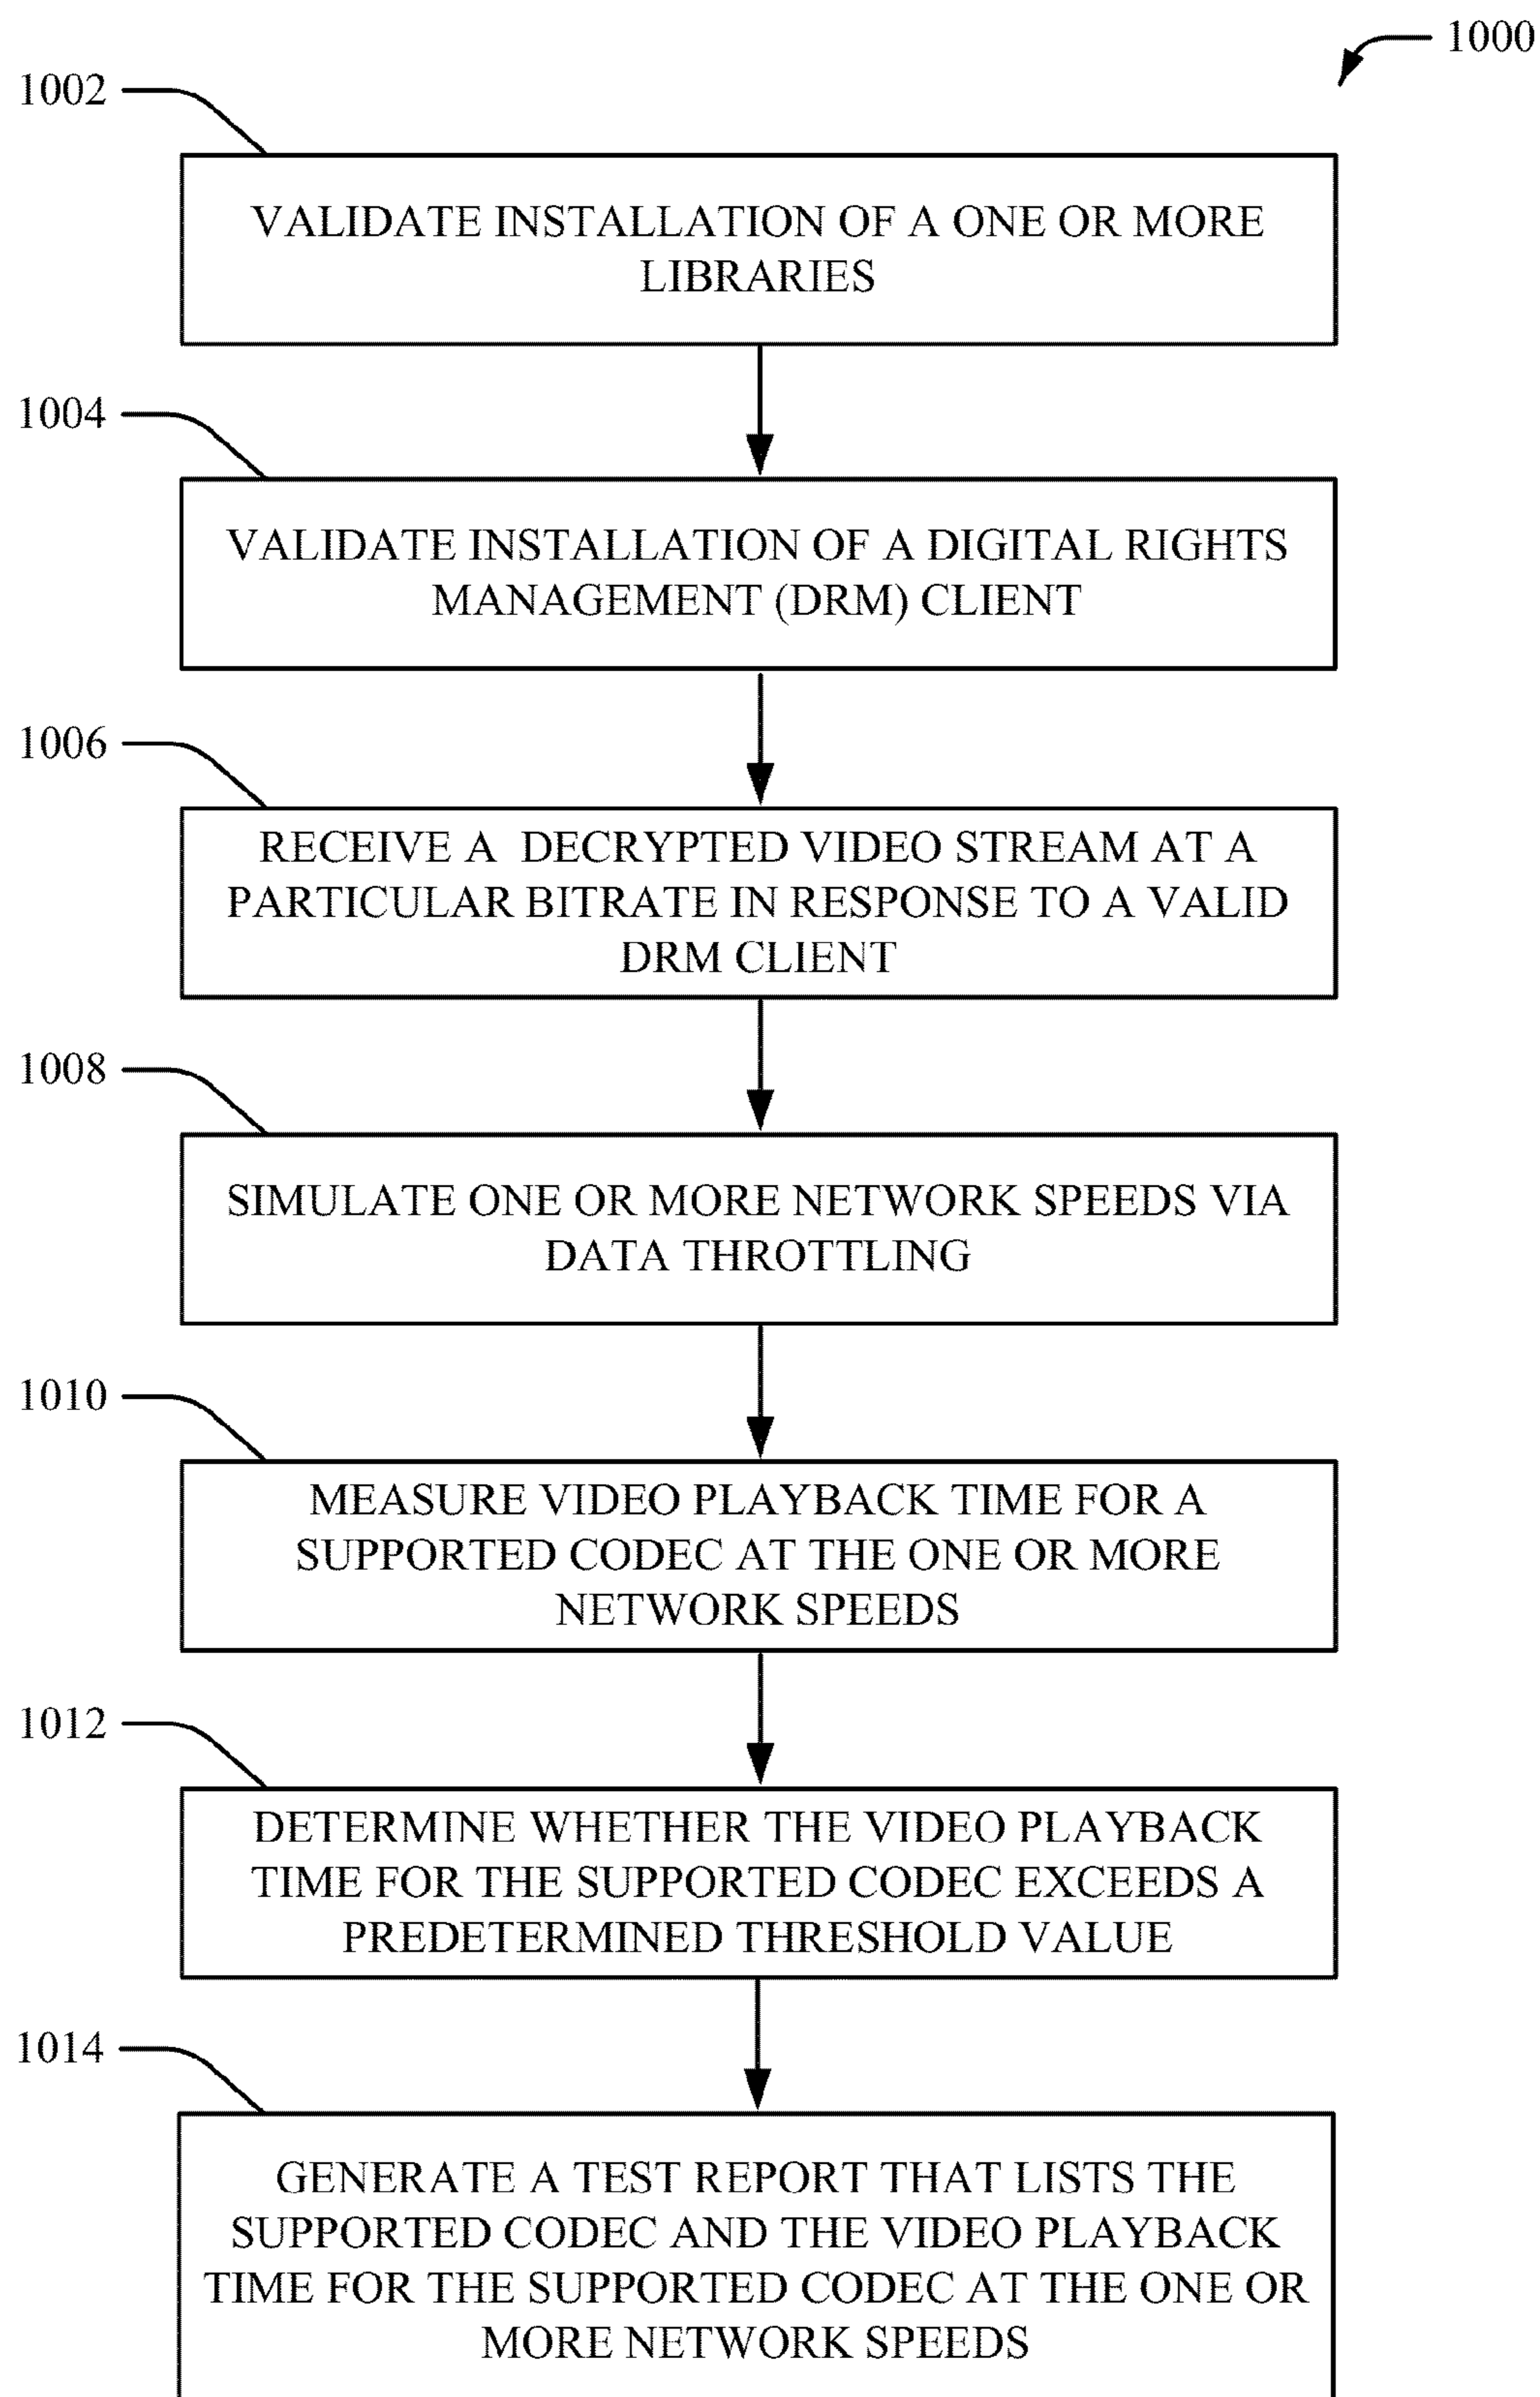 1000
1002
VALIDATE INSTALLATION OF A ONE OR MORE
LIBRARIES
1004
VALIDATE INSTALLATION OF A DIGITAL RIGHTS
MANAGEMENT (DRM) CLIENT
1006
RECEIVE A DECRYPTED VIDEO STREAM AT A
PARTICULAR BITRATE IN RESPONSE TO A VALID
DRM CLIENT
1008
SIMULATE ONE OR MORE NETWORK SPEEDS VIA
DATA THROTTLING
1010
MEASURE VIDEO PLAYBACK TIME FOR A
SUPPORTED CODEC AT THE ONE OR MORE
NETWORK SPEEDS
1012
DETERMINE WHETHER THE VIDEO PLAYBACK
TIME FOR THE SUPPORTED CODEC EXCEEDS A
PREDETERMINED THRESHOLD VALUE
1014
GENERATE A TEST REPORT THAT LISTS THE
SUPPORTED CODEC AND THE VIDEO PLAYBACK
TIME FOR THE SUPPORTED CODEC AT THE ONE OR
MORE NETWORK SPEEDS